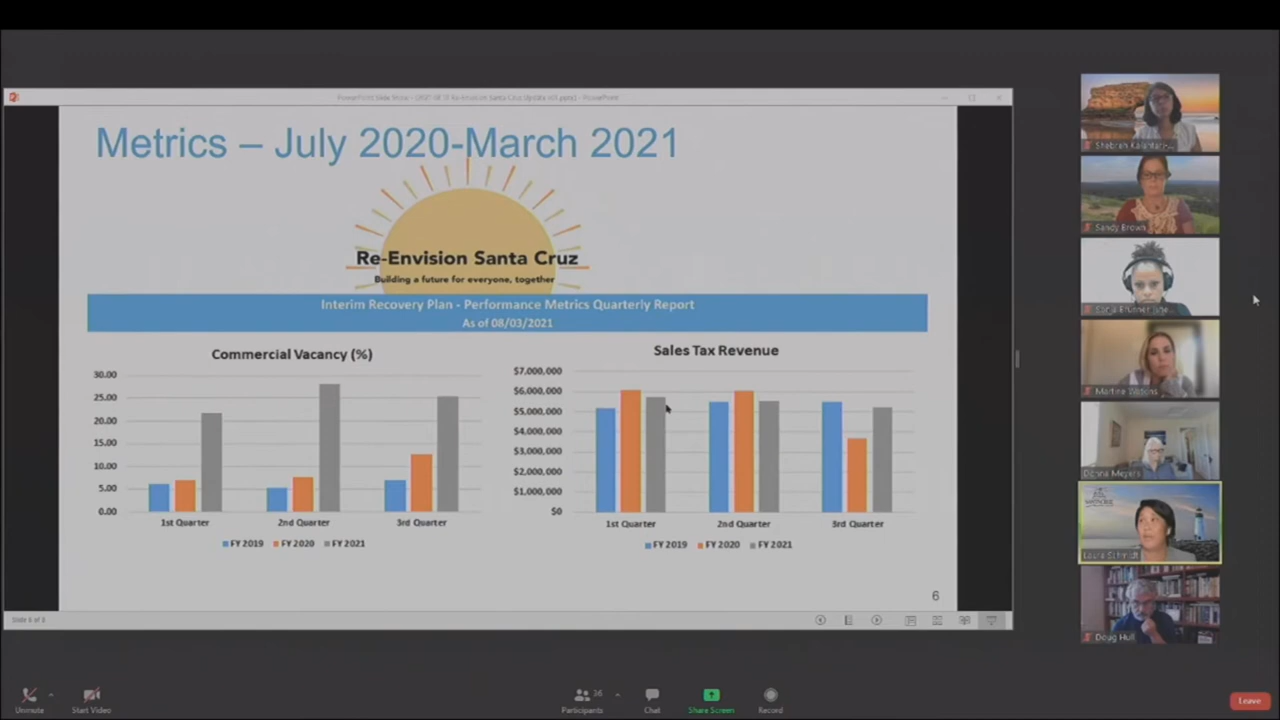 Metrics – July 2020-March 2021
Re-Envision Santa Cruz
Building a future for everyone, together
Interim Recovery Plan - Performance Metrics Quarterly Report
As of 08/03/2021
Commercial Vacancy (%)
30.00
25.00
20.00
15.00
10.00
5.00
0.00
1st Quarter 2nd Quarter 3rd Quarter
FY 2019 FY 2020 FY 2021
Sales Tax Revenue
$7,000,000
$6,000,000
$5,000,000
$4,000,000
$3,000,000
$2,000,000
$1,000,000
$0
1st Quarter 2nd Quarter 3rd Quarter
FY 2019 FY 2020 FY 2021
6
Sandy Brown
Martine Watkins
Donna Meyers
Laura Schmidt
Doug Hull
Unmute
Start Video
Participants
36
Chat
Share Screen
Record
Leave